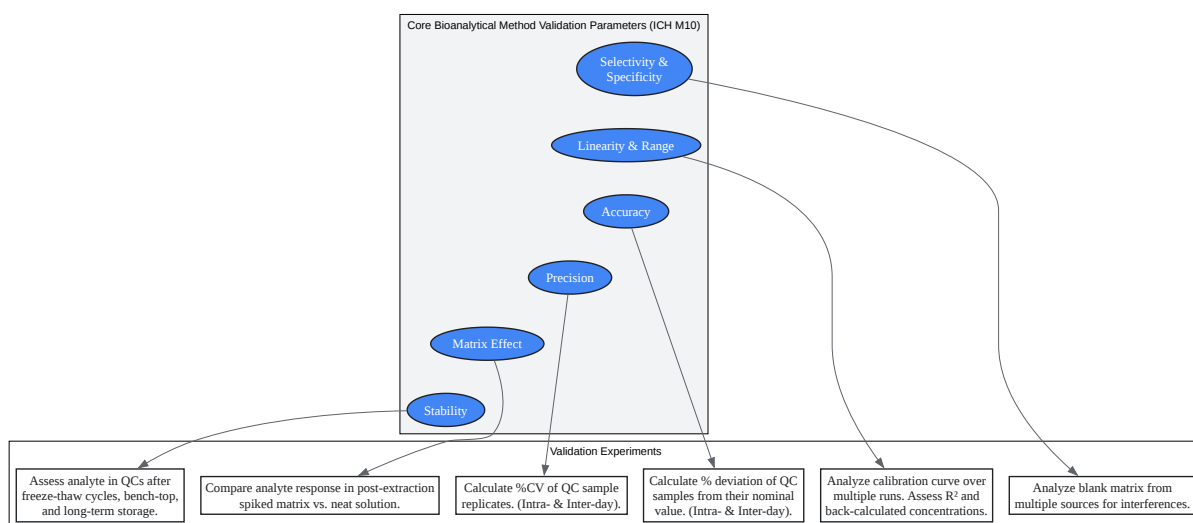 Core Bioanalytical Method Validation Parameters (ICH M10)
Selectivity &
Specificity
Linearity & Range
Accuracy
Precision
Matrix Effect
Stability
Validation Experiments
Assess analyte in QCs after
freeze-thaw cycles, bench-top,
and long-term storage.
Compare analyte response in post-extraction
spiked matrix vs. neat solution.
Calculate %CV of QC sample
replicates. (Intra- & Inter-day).
Calculate % deviation of QC
samples from their nominal
value. (Intra- & Inter-day).
Analyze calibration curve over
multiple runs. Assess R² and
back-calculated concentrations.
Analyze blank matrix from
multiple sources for interferences.